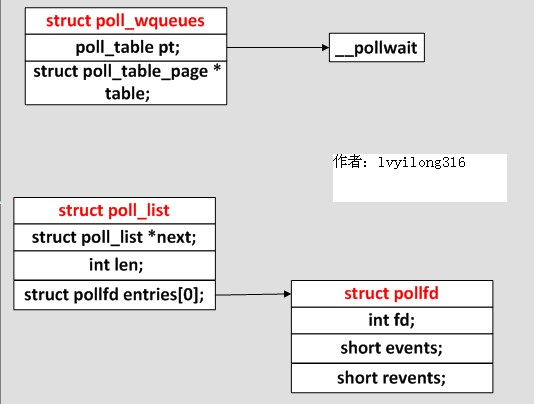 struct poll_wqueues
poll_table pt;
__pollwait
struct poll_table_page *
table;
作者：lvyilong316
struct poll_list
struct poll_list *next;
int len;
struct pollfd entries[0];
struct pollfd
int fd;
short events;
short revents;